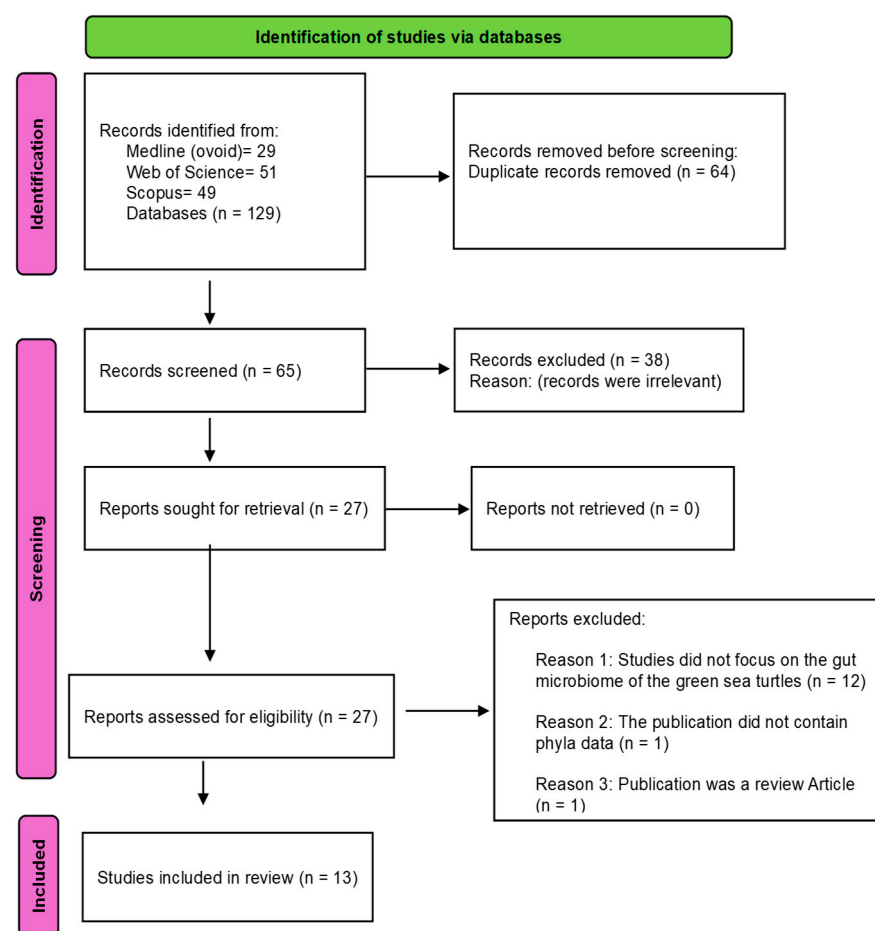 Identification of studies via databases
Identification
Records identified from:
Medline (ovoid)= 29
Web of Science= 51
Scopus= 49
Databases (n = 129)
Records removed before screening:
Duplicate records removed (n = 64)
Screening
Records screened (n = 65)
Records excluded (n = 38)
Reason: (records were irrelevant)
Reports sought for retrieval (n = 27)
Reports not retrieved (n = 0)
Reports assessed for eligibility (n = 27)
Reports excluded:
Reason 1: Studies did not focus on the gut
microbiome of the green sea turtles (n = 12)
Reason 2: The publication did not contain
phyla data (n = 1)
Reason 3: Publication was a review Article
(n = 1)
Included
Studies included in review (n = 13)